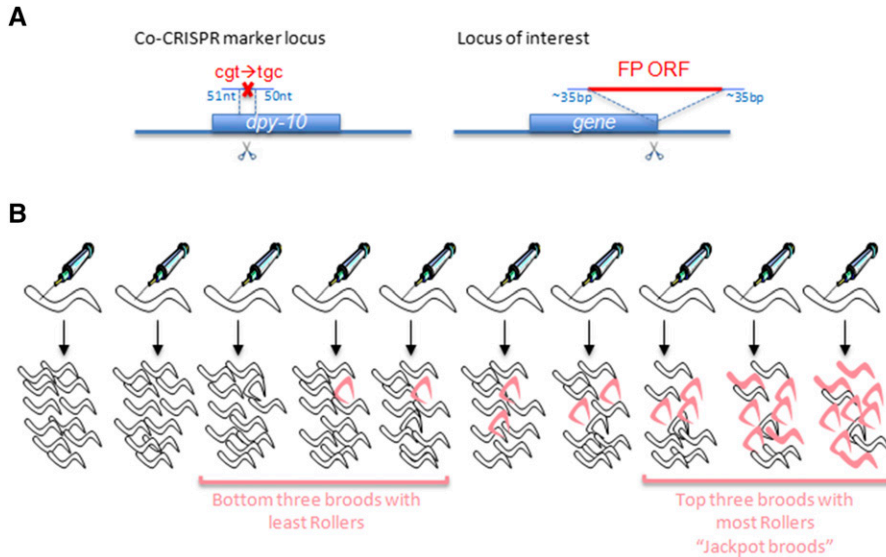 A
Co-CRISPR marker locus
Locus of interest
cgt→tgc
FP ORF
51nt
50nt
~35bp
~35bp
dpy-10
gene
B
Bottom three broods with
least Rollers
Top three broods with
most Rollers
“Jackpot broods”